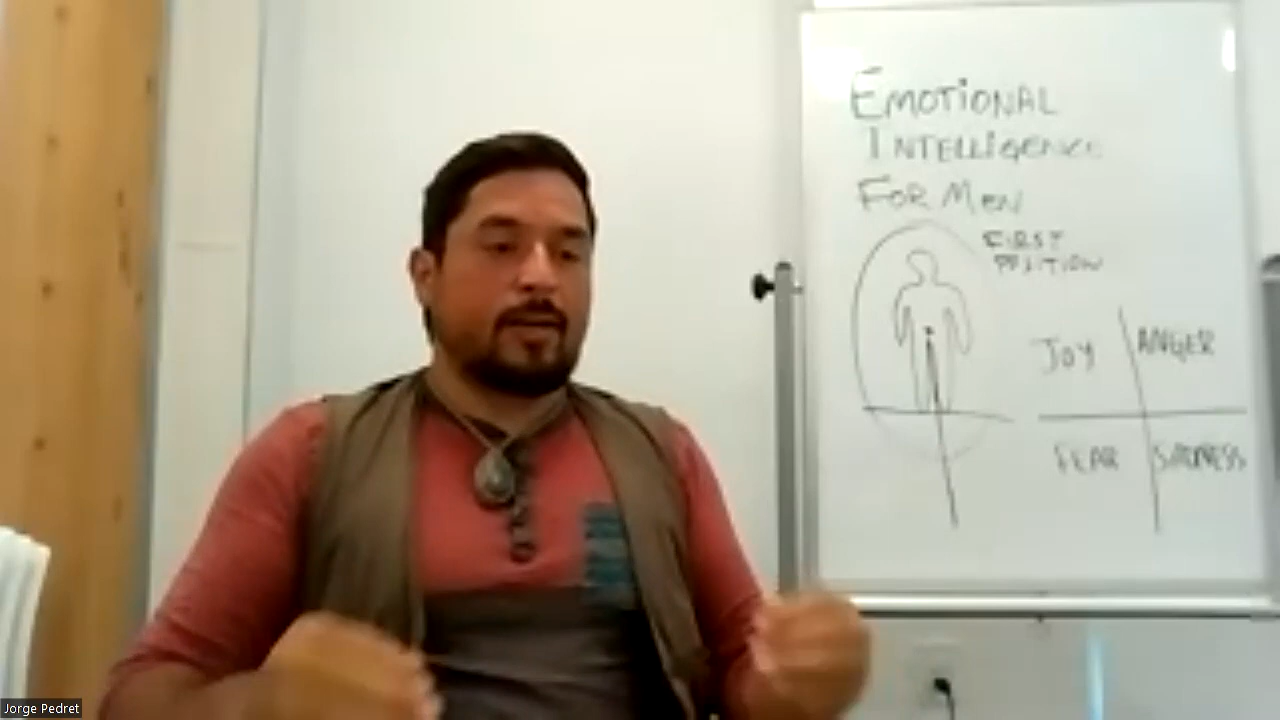 EMOTIONAL
INTELLIGENCE
FOR MEN
FIRST
POSITION
JOY
ANGER
FEAR
SADNESS
Jorge Pedret